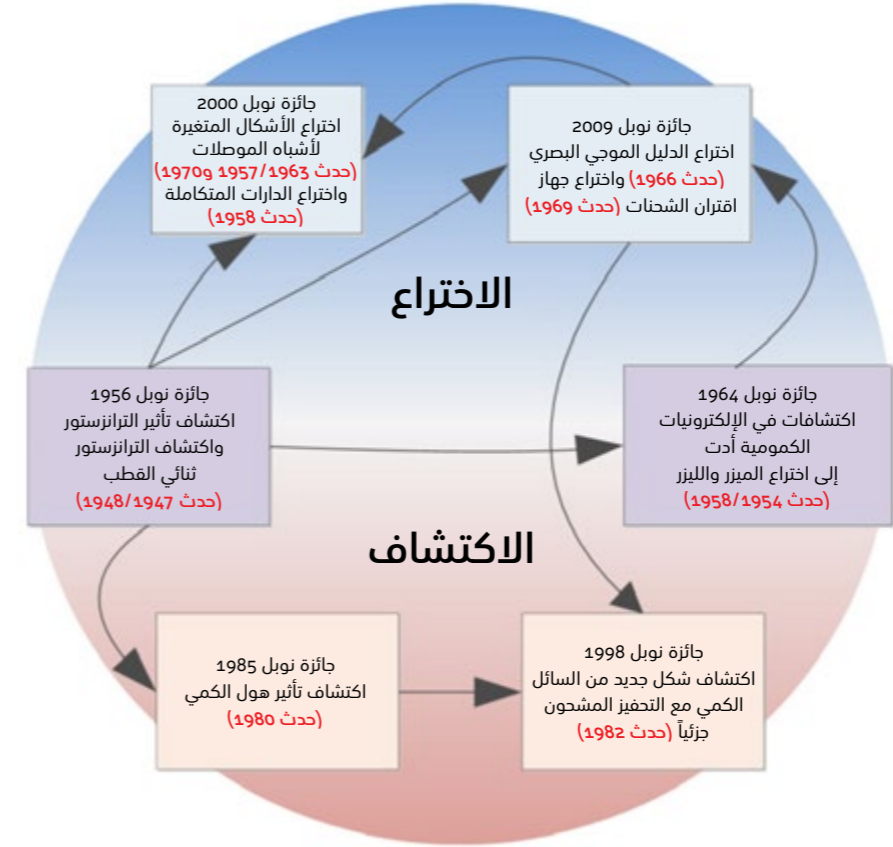 جائزة نوبل 2000
اختراع الأشكال المتغيرة
لأشباه الموصلات
(حدث 1957/1963 و1970)
واختراع الدارات المتكاملة
(حدث 1958)
جائزة نوبل 2009
اختراع الدليل الموجي البصري
(حدث 1966) واختراع جهاز
اقتران الشحنات (حدث 1969)
الاختراع
جائزة نوبل 1956
اكتشاف تأثير الترانزستور
واكتشاف الترانزستور
ثنائي القطب
(حدث 1948/1947)
جائزة نوبل 1964
اكتشافات في الإلكترونيات
الكمومية أدت
إلى اختراع الميزر والليزر
(حدث 1958/1954)
الاكتشاف
جائزة نوبل 1985
اكتشاف تأثير هول الكمي
(حدث 1980)
جائزة نوبل 1998
اكتشاف شكل جديد من السائل
الكمي مع التحفيز المشحون
جزئياً (حدث 1982)